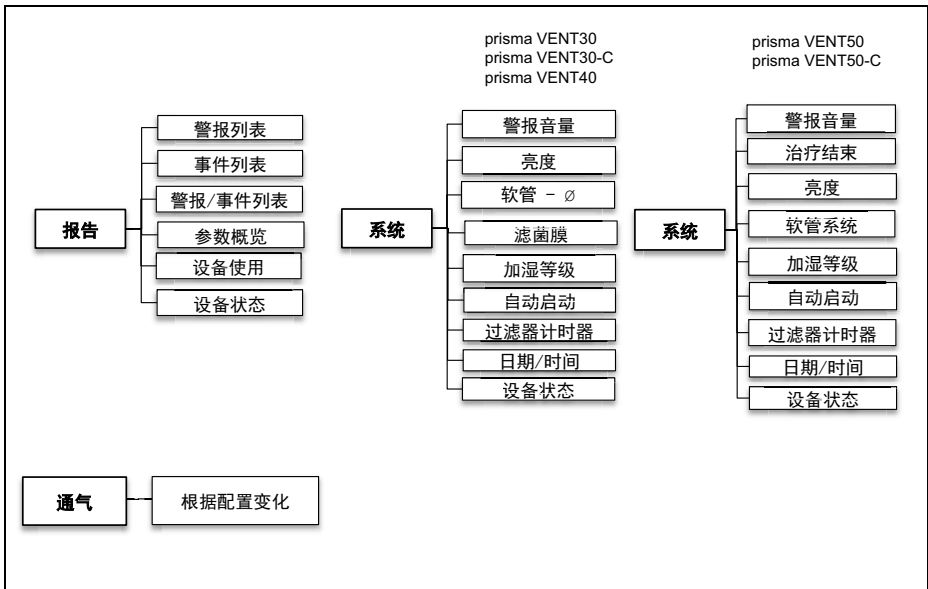 prisma VENT30
prisma VENT30-C
prisma VENT40
prisma VENT50
prisma VENT50-C
报告
警报列表
事件列表
警报/事件列表
参数概览
设备使用
设备状态
系统
警报音量
亮度
软管 - Ø
滤菌膜
加湿等级
自动启动
过滤器计时器
日期/时间
设备状态
系统
警报音量
治疗结束
亮度
软管系统
加湿等级
自动启动
过滤器计时器
日期/时间
设备状态
通气
根据配置变化